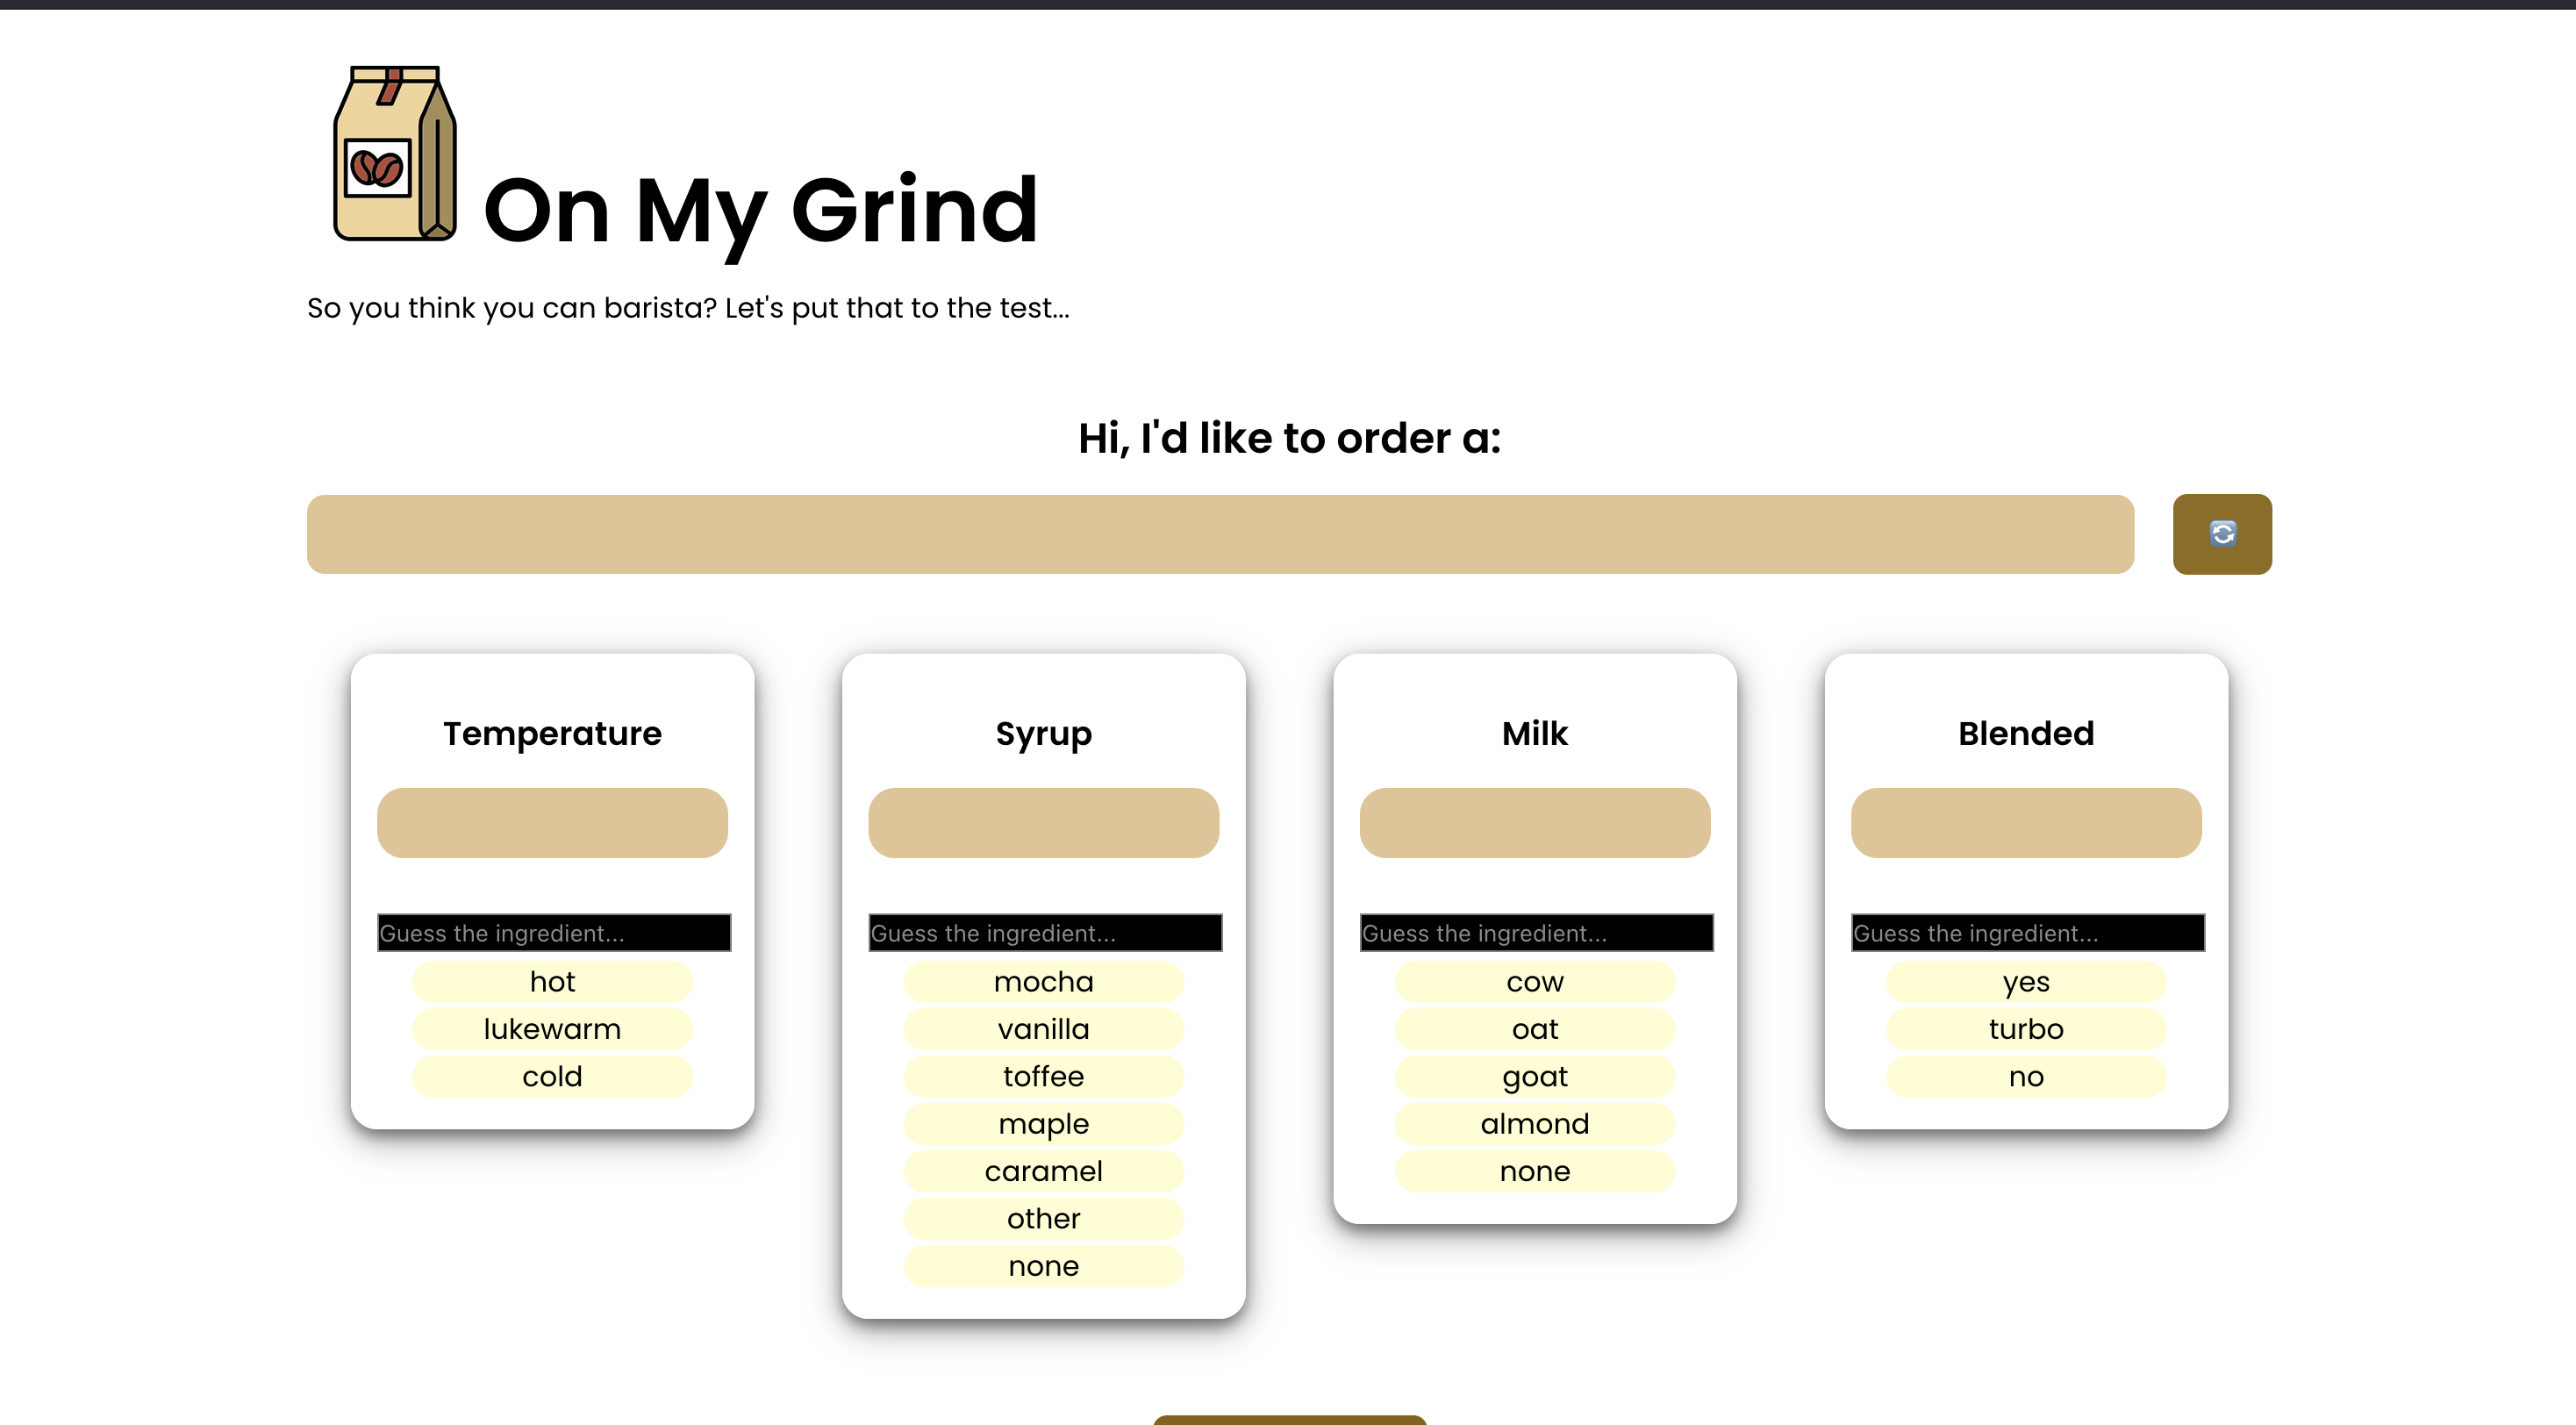 On My Grind
So you think you can barista? Let's put that to the test...
Hi, I'd like to order a:
Temperature
Guess the ingredient...
hot
lukewarm
cold
Syrup
Guess the ingredient...
mocha
vanilla
toffee
maple
caramel
other
none
Milk
Guess the ingredient...
cow
oat
goat
almond
none
Blended
Guess the ingredient...
yes
turbo
no